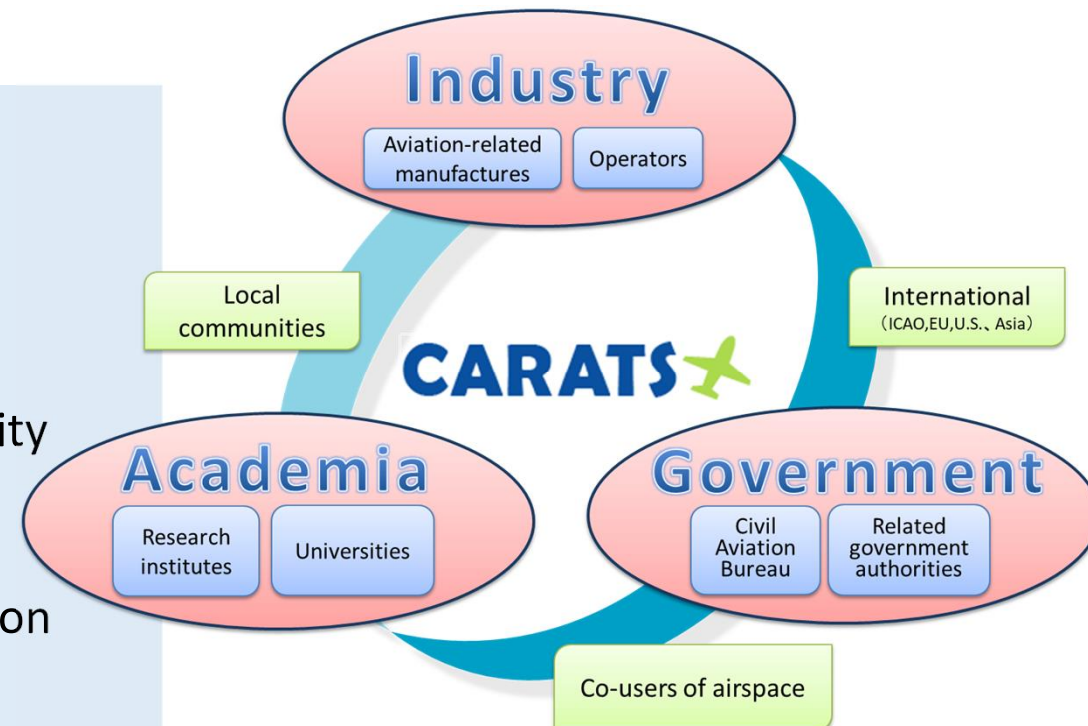 Industry
Aviation-related
manufactures
Operators
Local
communities
International
（ICAO,EU,U.S.、Asia）
CARATS
ity
Academia
Research
institutes
Universities
Government
Civil
Aviation
Bureau
Related
government
authorities
on
Co-users of airspace